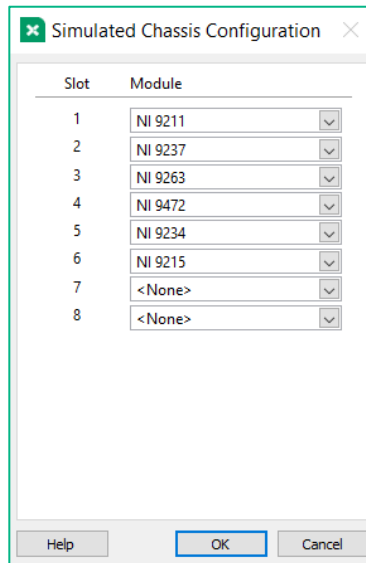 Simulated Chassis Configuration
Slot Module
1 NI 9211
2 NI 9237
3 NI 9263
4 NI 9472
5 NI 9234
6 NI 9215
7 <None>
8 <None>
Help OK Cancel